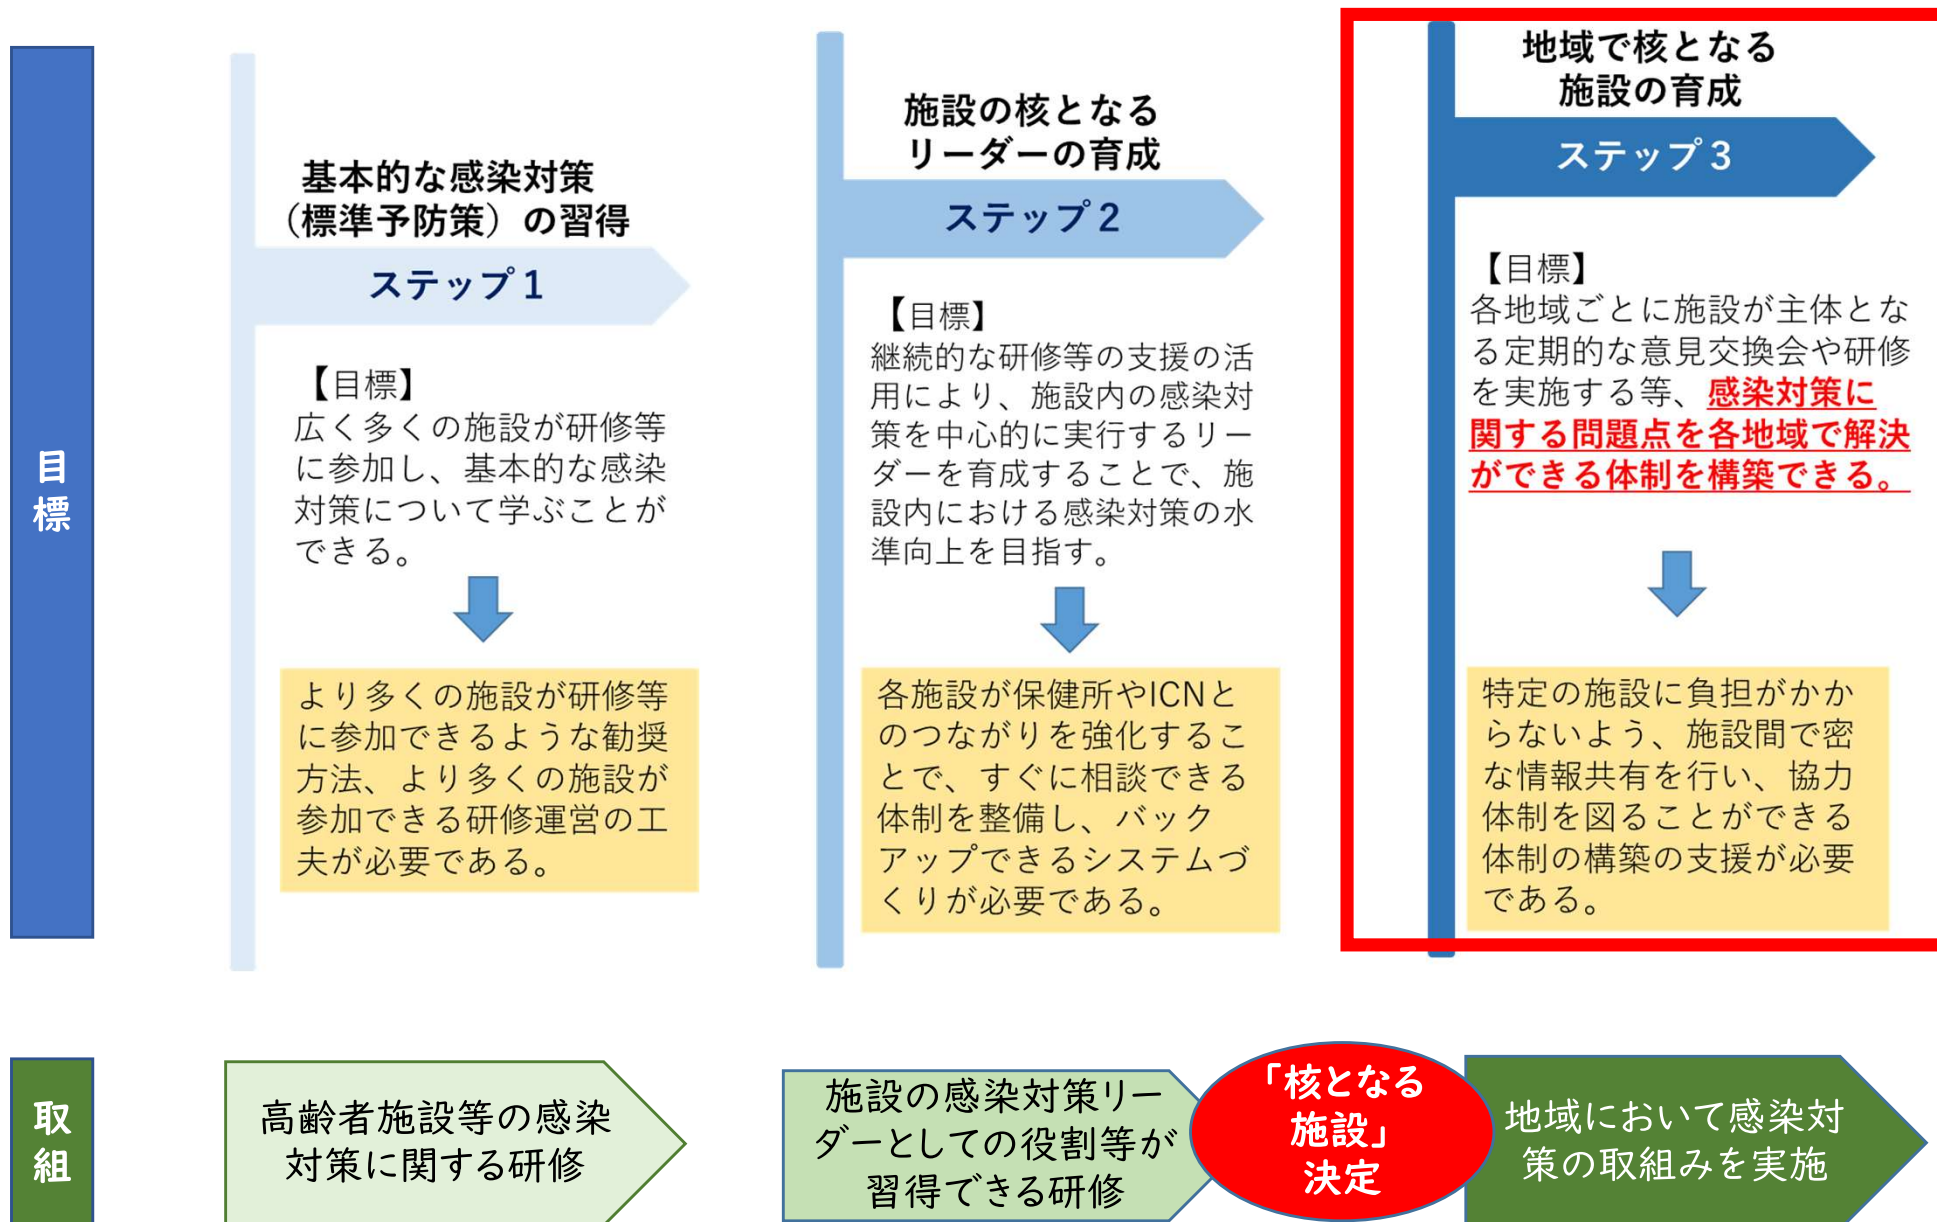 目
標
基本的な感染対策
（標準予防策）の習得
ステップ１
【目標】
広く多くの施設が研修等
に参加し、基本的な感染
対策について学ぶことが
できる。
より多くの施設が研修等
に参加できるような勧奨
方法、より多くの施設が
参加できる研修運営の工
夫が必要である。
施設の核となる
リーダーの育成
ステップ２
【目標】
継続的な研修等の支援の活
用により、施設内の感染対
策を中心的に実行するリー
ダーを育成することで、施
設内における感染対策の水
準向上を目指す。
各施設が保健所やICNと
のつながりを強化するこ
とで、すぐに相談できる
体制を整備し、バック
アップできるシステムづ
くりが必要である。
地域で核となる
施設の育成
ステップ３
【目標】
各地域ごとに施設が主体とな
る定期的な意見交換会や研修
を実施する等、感染対策に
関する問題点を各地域で解決
ができる体制を構築できる。
特定の施設に負担がかか
らないよう、施設間で密
な情報共有を行い、協力
体制を図ることができる
体制の構築の支援が必要
である。
取
組
高齢者施設等の感染
対策に関する研修
施設の感染対策リー
ダーとしての役割等が
習得できる研修
「核となる
施設」
決定
地域において感染対
策の取組みを実施